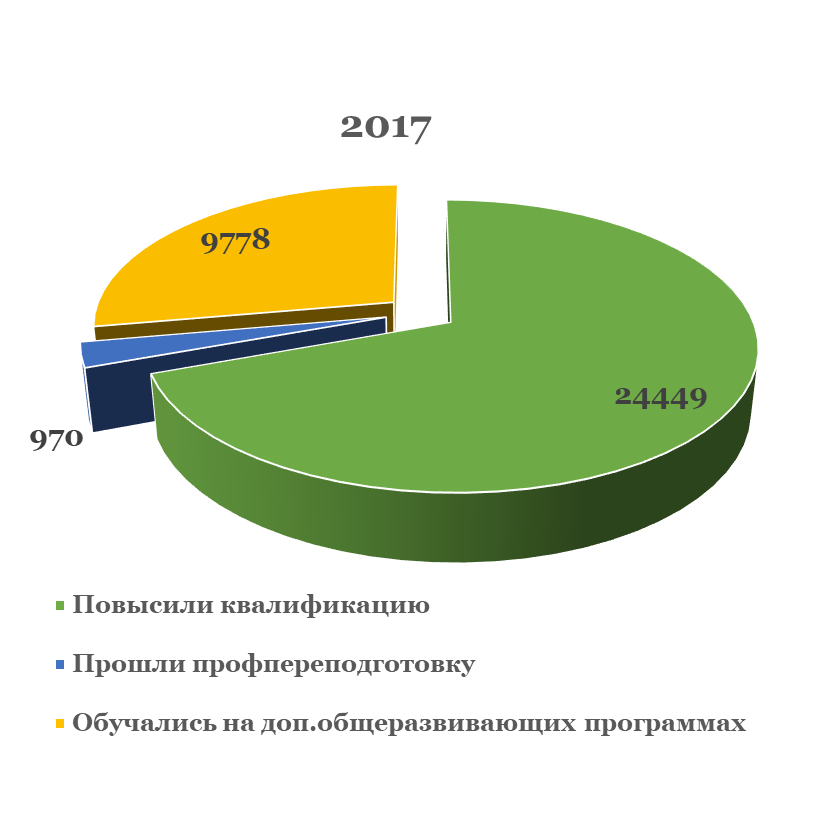 2017
9778
24449
970
Повысили квалификацию
Прошли профпереподготовку
Обучались на доп.общеразвивающих программах